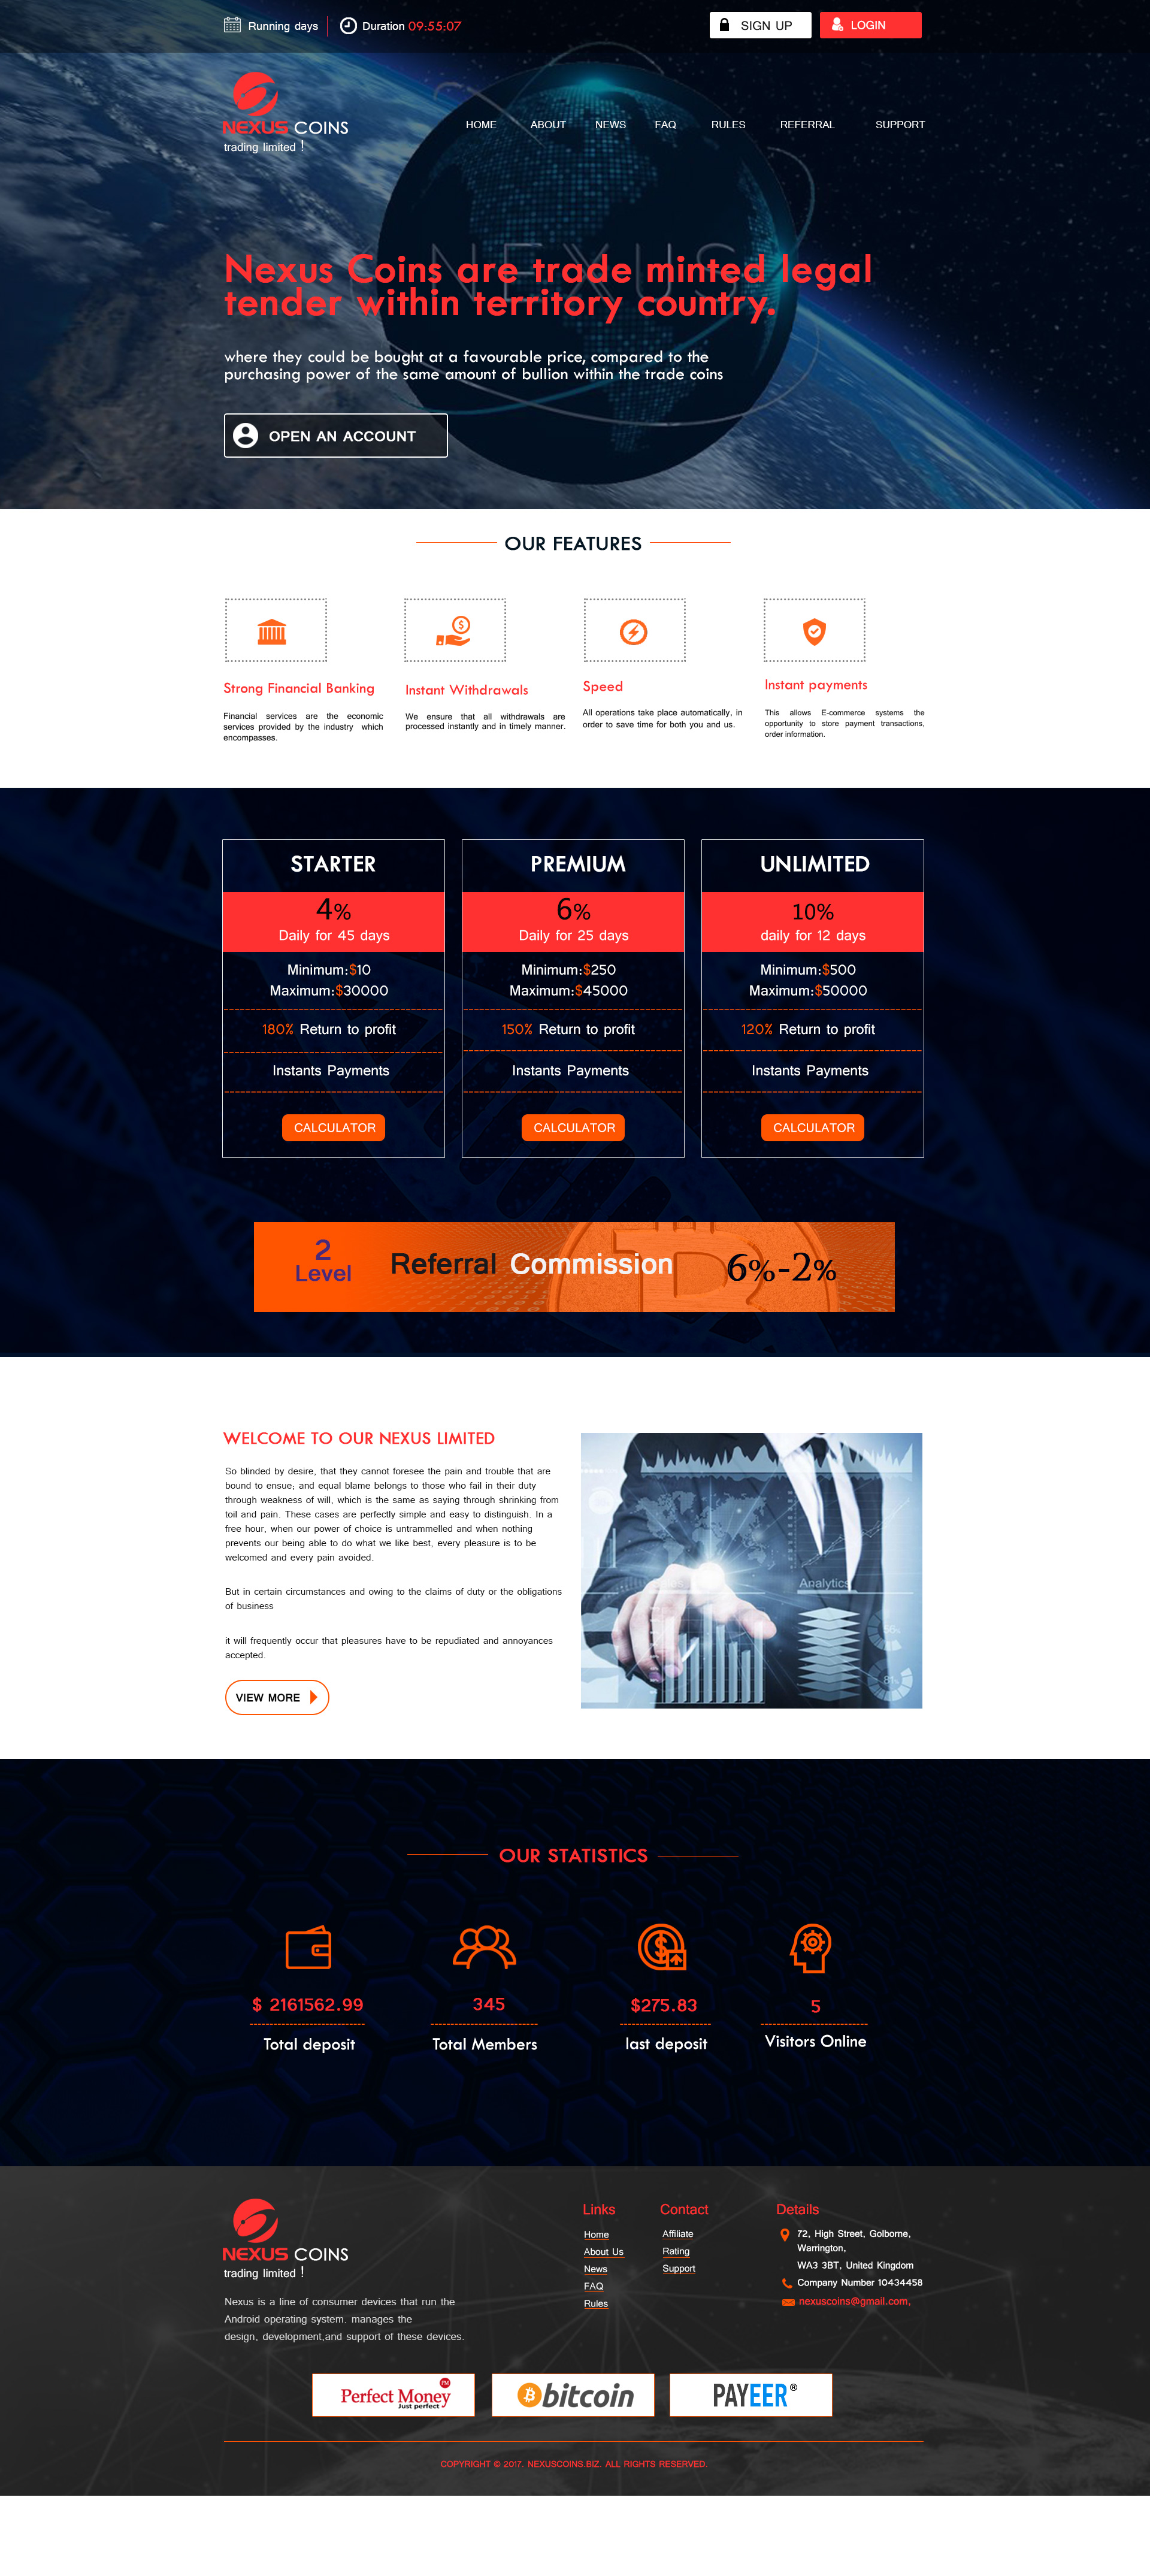 Running days
Duration 09:55:07
SIGN UP
LOGIN
NEXUS COINS
trading limited !
HOME
ABOUT
NEWS
FAQ
RULES
REFERRAL
SUPPORT
NEXUS
Nexus Coins are trade minted legal
tender within territory country.
where they could be bought at a favourable price, compared to the
purchasing power of the same amount of bullion within the trade coins
OPEN AN ACCOUNT
OUR FEATURES
Strong Financial Banking
Financial services are the economic
services provided by the industry which
encompasses.
Instant Withdrawals
We ensure that all withdrawals are
processed instantly and in timely manner.
Speed
All operations take place automatically, in
order to save time for both you and us.
Instant payments
This allows E-commerce systems the
opportunity to store payment transactions,
order information.
STARTER
4%
Daily for 45 days
Minimum:$10
Maximum:$30000
180% Return to profit
Instants Payments
CALCULATOR
PREMIUM
6%
Daily for 25 days
Minimum:$250
Maximum:$45000
150% Return to profit
Instants Payments
CALCULATOR
UNLIMITED
10%
daily for 12 days
Minimum:$500
Maximum:$50000
120% Return to profit
Instants Payments
CALCULATOR
2
Level
Referral Commission
6%-2%
WELCOME TO OUR NEXUS LIMITED
So blinded by desire, that they cannot foresee the pain and trouble that are
bound to ensue; and equal blame belongs to those who fail in their duty
through weakness of will, which is the same as saying through shrinking from
toil and pain. These cases are perfectly simple and easy to distinguish. In a
free hour, when our power of choice is untrammelled and when nothing
prevents our being able to do what we like best, every pleasure is to be
welcomed and every pain avoided.
But in certain circumstances and owing to the claims of duty or the obligations
of business
it will frequently occur that pleasures have to be repudiated and annoyances
accepted.
VIEW MORE
Analytics
56%
81%
OUR STATISTICS
$ 2161562.99
Total deposit
345
Total Members
$275.83
last deposit
5
Visitors Online
NEXUS COINS
trading limited !
Nexus is a line of consumer devices that run the
Android operating system. manages the
design, development,and support of these devices.
Links
Home
About Us
News
FAQ
Rules
Contact
Affiliate
Rating
Support
Details
72, High Street, Golborne,
Warrington,
WA3 3BT, United Kingdom
Company Number 10434458
nexuscoins@gmail.com,
Perfect Money
PM
Just perfect
bitcoin
PAYEER®
COPYRIGHT © 2017. NEXUSCOINS.BIZ. ALL RIGHTS RESERVED.